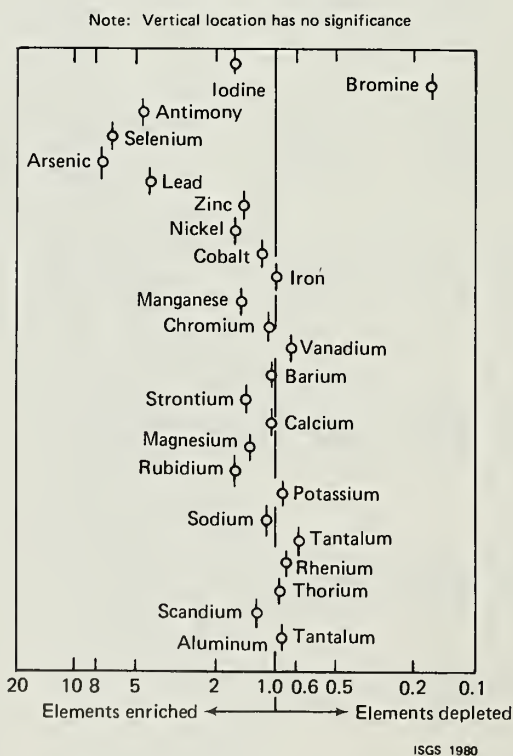 Note: Vertical location has no significance
Iodine
Bromine
Antimony
Selenium
Arsenic
Lead
Zinc
Nickel
Cobalt
Iron
Manganese
Chromium
Vanadium
Barium
Strontium
Calcium
Magnesium
Rubidium
Potassium
Sodium
Tantalum
Rhenium
Thorium
Scandium
Aluminum Tantalum
20 10 8 5 2 1.0 0.6 0.5 0.2 0.1
Elements enriched Elements depleted
ISGS 1980